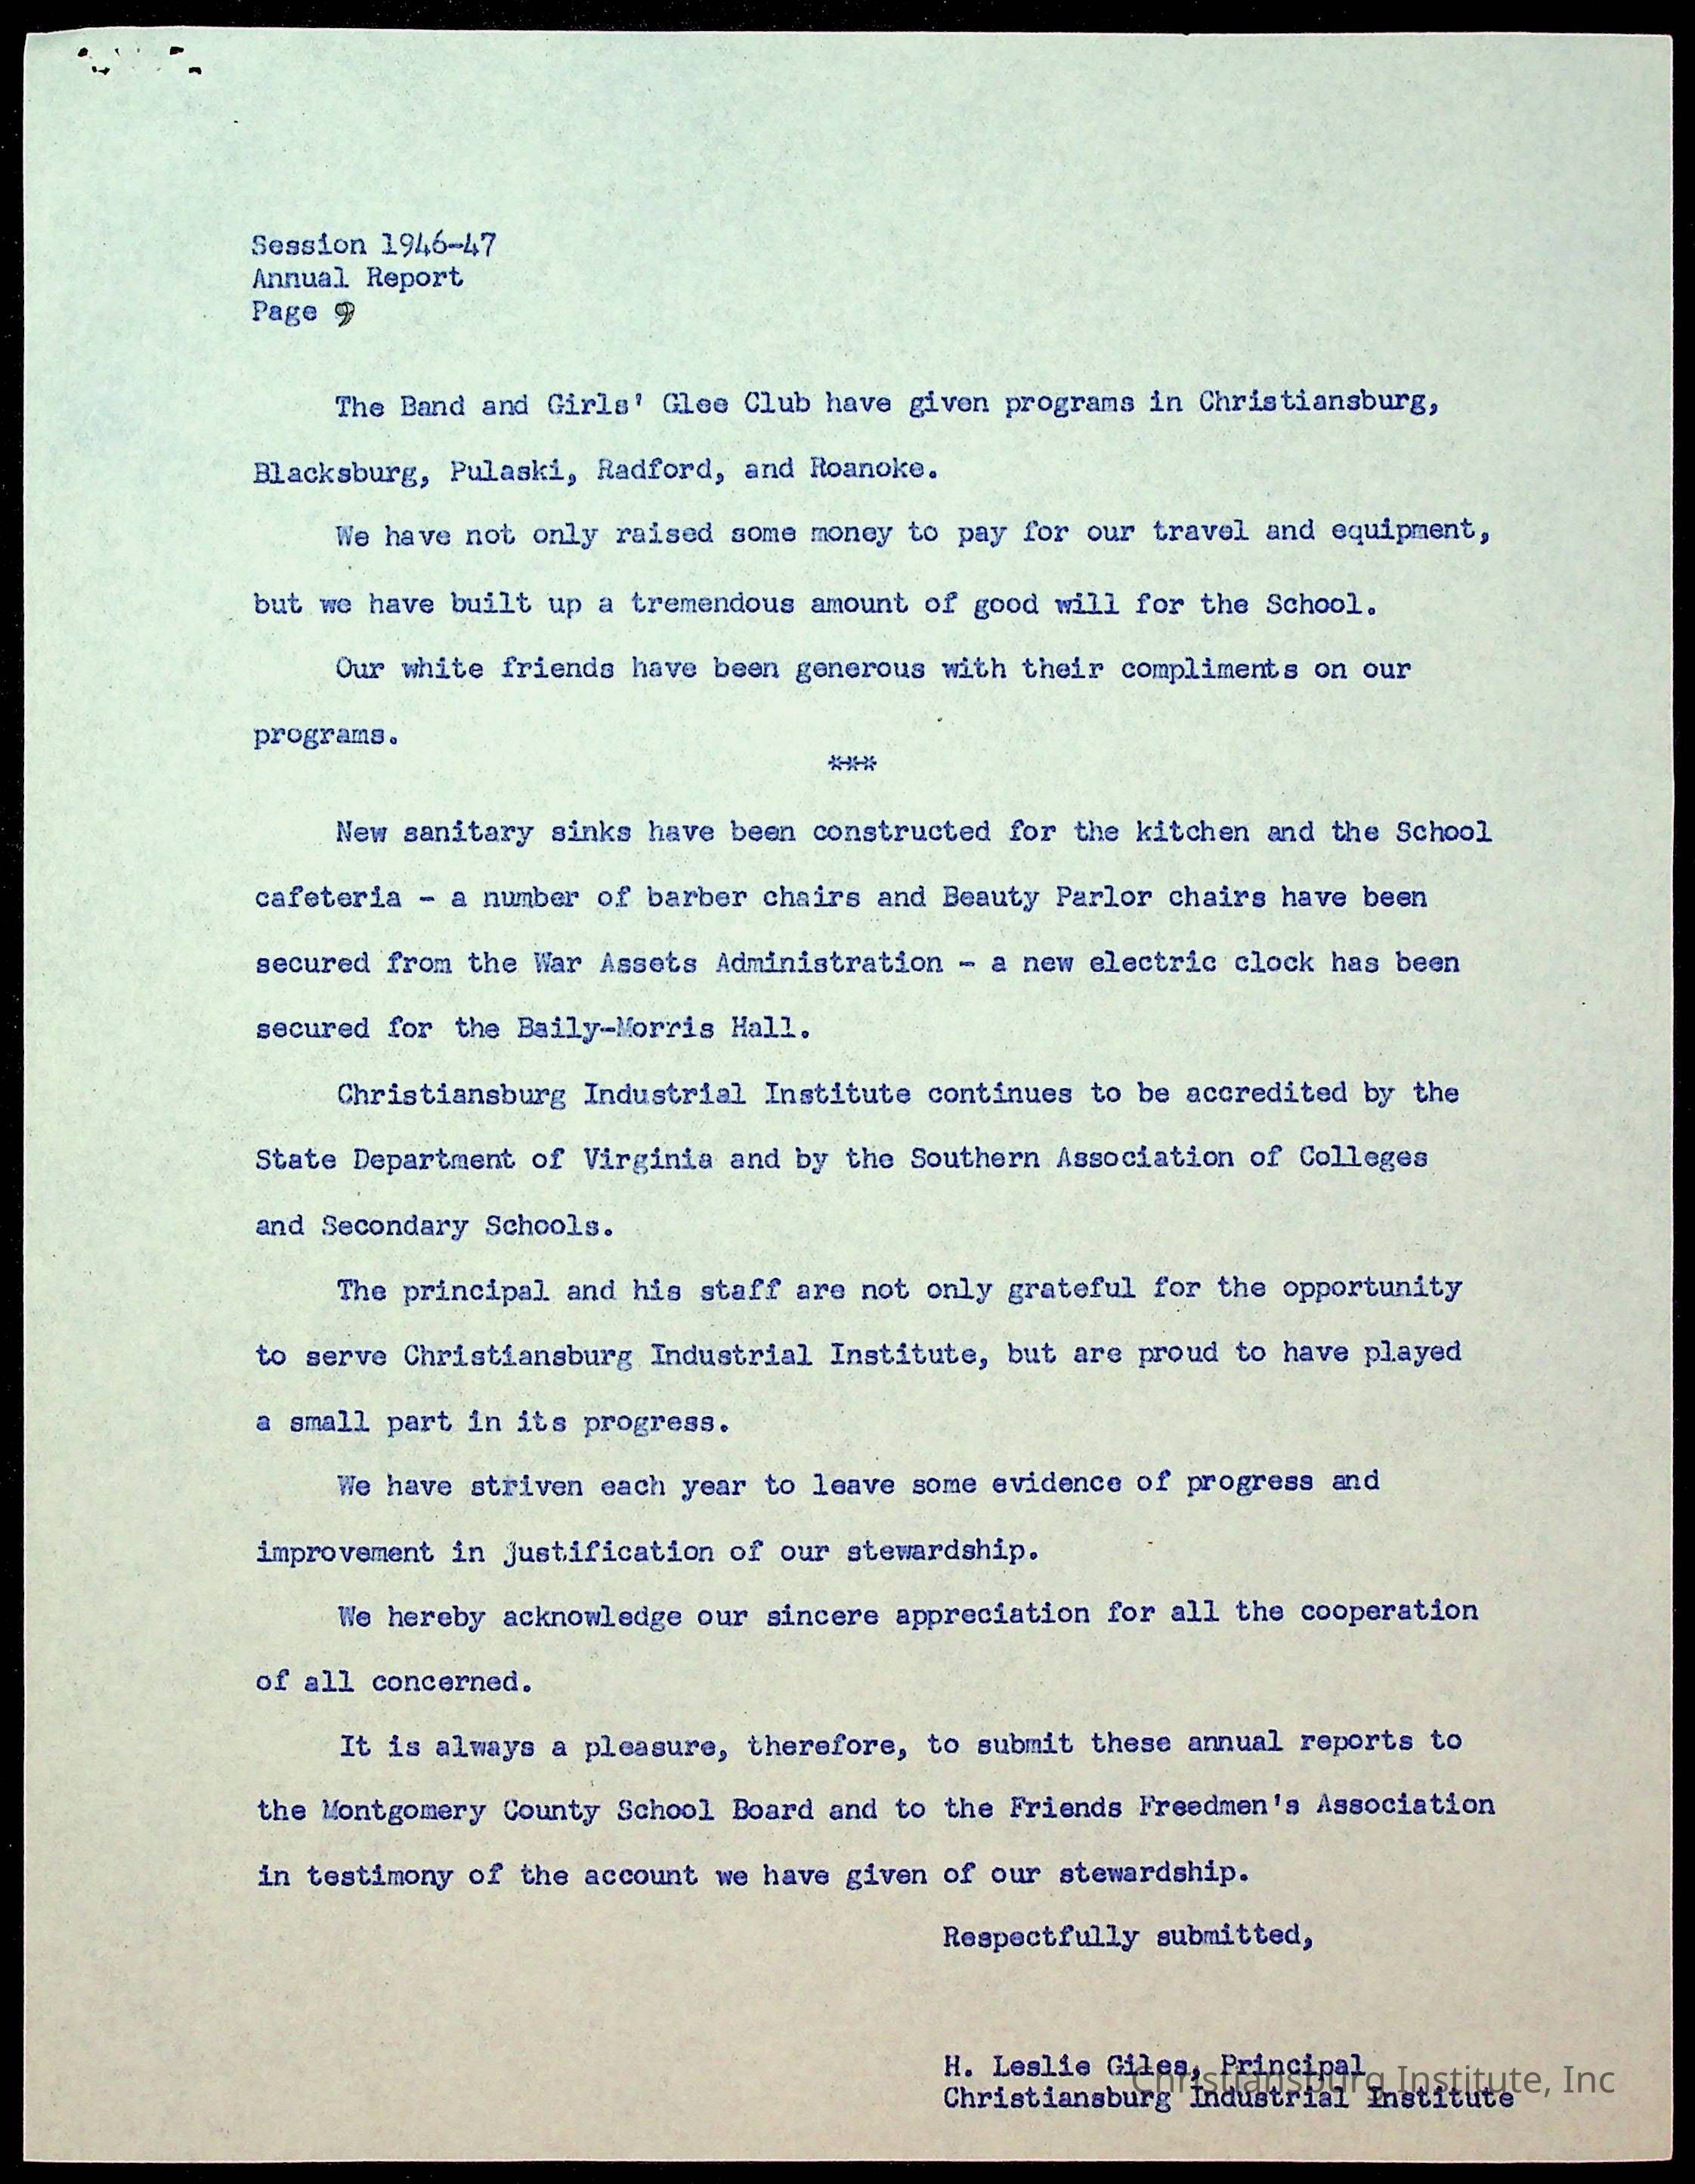 Session 1946-47
Annual Report
Page 9
The Band and Girls' Glee Club have given programs in Christiansburg,
Blacksburg, Pulaski, Radford, and Roanoke.
We have not only raised some money to pay for our travel and equipment,
but we have built up a tremendous amount of good will for the School.
Our white friends have been generous with their compliments on our
programs.
***
New sanitary sinks have been constructed for the kitchen and the School
cafeteria - a number of barber chairs and Beauty Parlor chairs have been
secured from the War Assets Administration - a new electric clock has been
secured for the Baily-Morris Hall.
Christiansburg Industrial Institute continues to be accredited by the
State Department of Virginia and by the Southern Association of Colleges
and Secondary Schools.
The principal and his staff are not only grateful for the opportunity
to serve Christiansburg Industrial Institute, but are proud to have played
a small part in its progress.
We have striven each year to leave some evidence of progress and
improvement in justification of our stewardship.
We hereby acknowledge our sincere appreciation for all the cooperation
of all concerned.
It is always a pleasure, therefore, to submit these annual reports to
the Montgomery County School Board and to the Friends Freedmen's Association
in testimony of the account we have given of our stewardship.
Respectfully submitted,
H. Leslie Giles, Principal
Christiansburg Institute, Inc
Christiansburg Industrial Institute